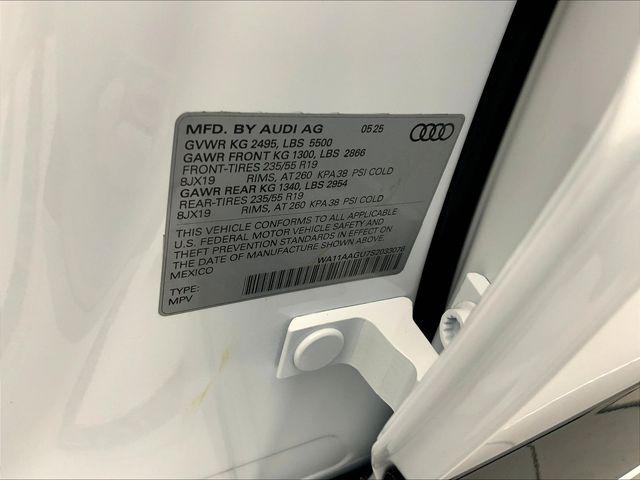 MFD. BY AUDI AG 05 25
GVWR KG 2495, LBS 5500
GAWR FRONT KG 1300, LBS 2866
FRONT-TIRES 235/55 R19
8JX19 RIMS, AT 260 KPA 38 PSI COLD
GAWR REAR KG 1340, LBS 2954
REAR-TIRES 235/55 R19
8JX19 RIMS, AT 260 KPA 38 PSI COLD
THIS VEHICLE CONFORMS TO ALL APPLICABLE
U.S. FEDERAL MOTOR VEHICLE SAFETY AND
THEFT PREVENTION STANDARDS IN EFFECT ON
THE DATE OF MANUFACTURE SHOWN ABOVE.
MEXICO WA11AAGU7S2033076
TYPE:
MPV